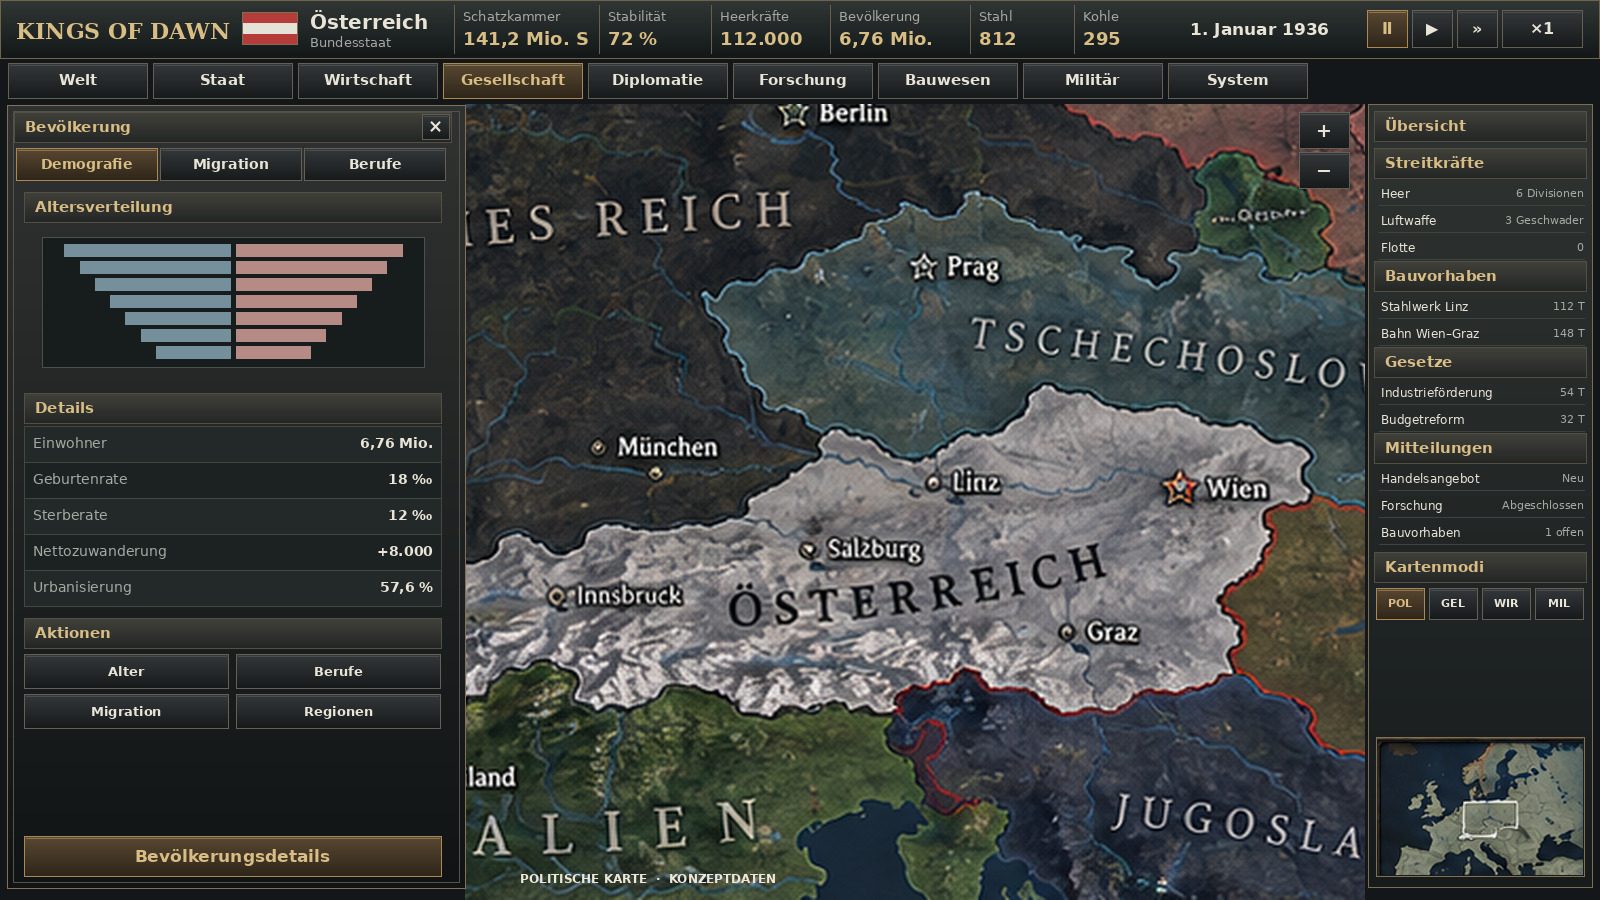 KINGS OF DAWN
Österreich
Bundesstaat
Schatzkammer
141,2 Mio. S
Stabilität
72 %
Heerkräfte
112.000
Bevölkerung
6,76 Mio.
Stahl
812
Kohle
295
1. Januar 1936
II ▶ » ×1
Welt Staat Wirtschaft Gesellschaft Diplomatie Forschung Bauwesen Militär System
Bevölkerung ×
Demografie Migration Berufe
Altersverteilung
Details
Einwohner 6,76 Mio.
Geburtenrate 18 ‰
Sterberate 12 ‰
Nettozuwanderung +8.000
Urbanisierung 57,6 %
Aktionen
Alter Berufe
Migration Regionen
Bevölkerungsdetails
Berlin
IES REICH
Prag
TSCHECHOSLOV
München
Linz
Wien
Salzburg
Innsbruck
ÖSTERREICH
Graz
land
ALIEN
JUGOSLA
POLITISCHE KARTE · KONZEPTDATEN
+
−
Übersicht
Streitkräfte
Heer 6 Divisionen
Luftwaffe 3 Geschwader
Flotte 0
Bauvorhaben
Stahlwerk Linz 112 T
Bahn Wien–Graz 148 T
Gesetze
Industrieförderung 54 T
Budgetreform 32 T
Mitteilungen
Handelsangebot Neu
Forschung Abgeschlossen
Bauvorhaben 1 offen
Kartenmodi
POL GEL WIR MIL